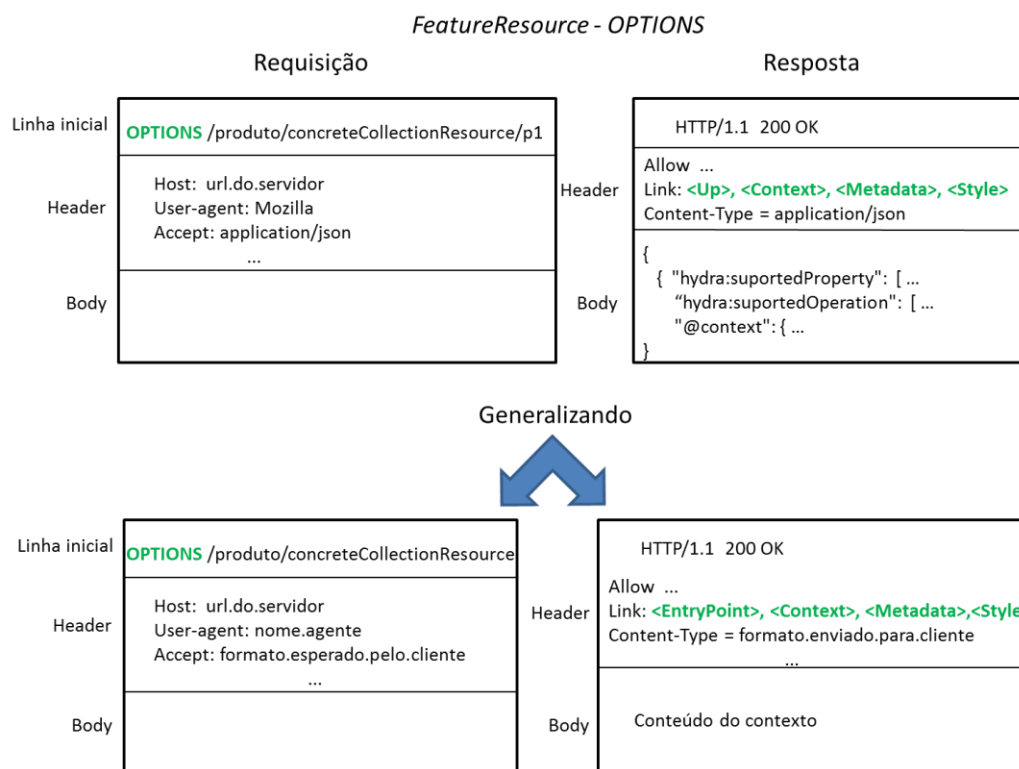 FeatureResource - OPTIONS
Requisição
Resposta
Linha inicial
OPTIONS /produto/concreteCollectionResource/p1
Header
Host: url.do.servidor
User-agent: Mozilla
Accept: application/json
...
Body
HTTP/1.1 200 OK
Header
Allow ...
Link: <Up>, <Context>, <Metadata>, <Style>
Content-Type = application/json
Body
{
{ "hydra:suportedProperty": [ ...
“hydra:suportedOperation": [ ...
"@context": { ...
}
Generalizando
Linha inicial
OPTIONS /produto/concreteCollectionResource
Header
Host: url.do.servidor
User-agent: nome.agente
Accept: formato.esperado.pelo.cliente
...
Body
HTTP/1.1 200 OK
Header
Allow ...
Link: <EntryPoint>, <Context>, <Metadata>,<Style
Content-Type = formato.enviado.para.cliente
...
Body
Conteúdo do contexto